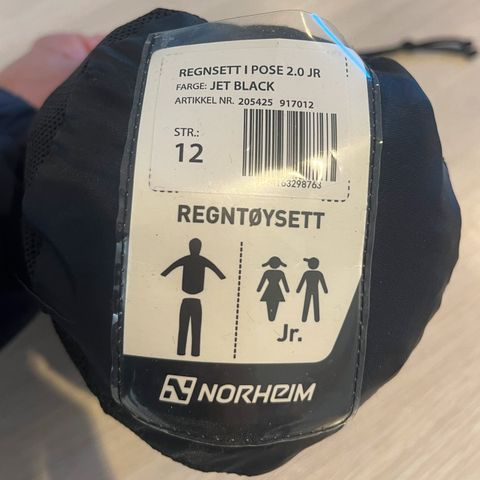 REGNSETT I POSE 2.0 JR
FARGE: JET BLACK
ARTIKKEL NR. 205425 917012
STR.:
12
REGNTØYSETT
Jr.
NORHEIM